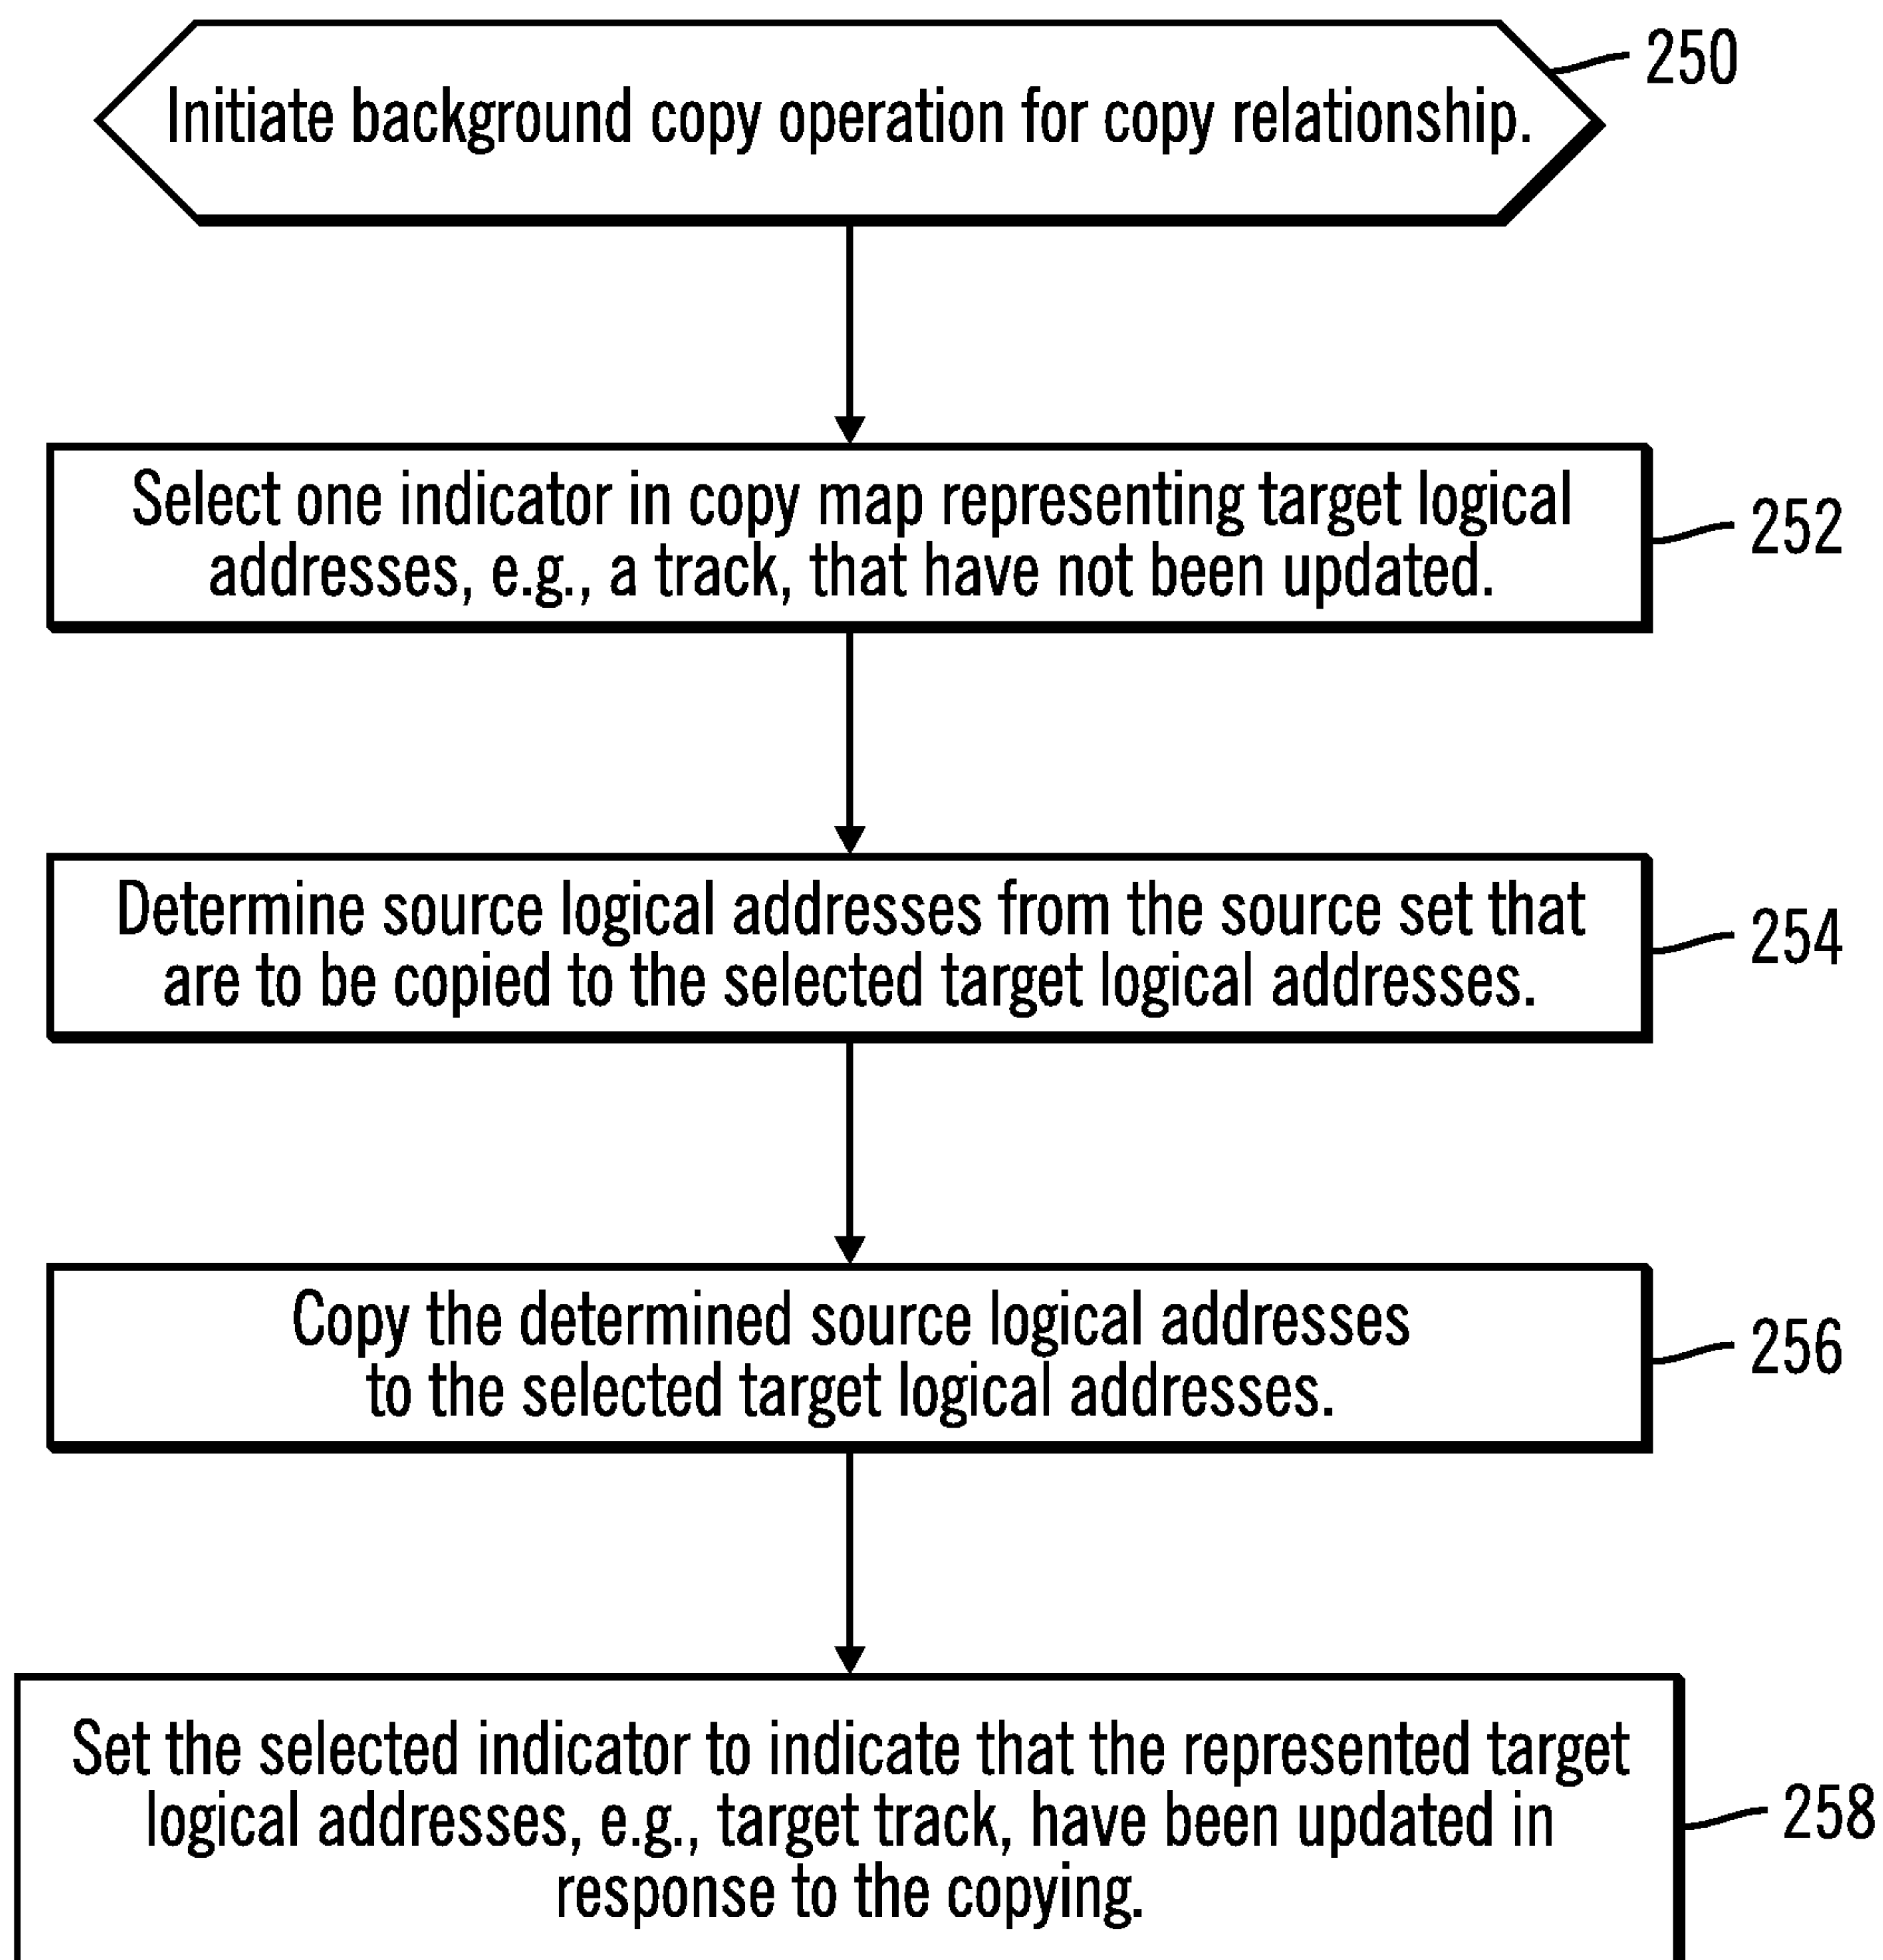 Initiate background copy operation for copy relationship.
250
Select one indicator in copy map representing target logical
addresses, e.g., a track, that have not been updated.
252
Determine source logical addresses from the source set that
are to be copied to the selected target logical addresses.
254
Copy the determined source logical addresses
to the selected target logical addresses.
256
Set the selected indicator to indicate that the represented target
logical addresses, e.g., target track, have been updated in
response to the copying.
258